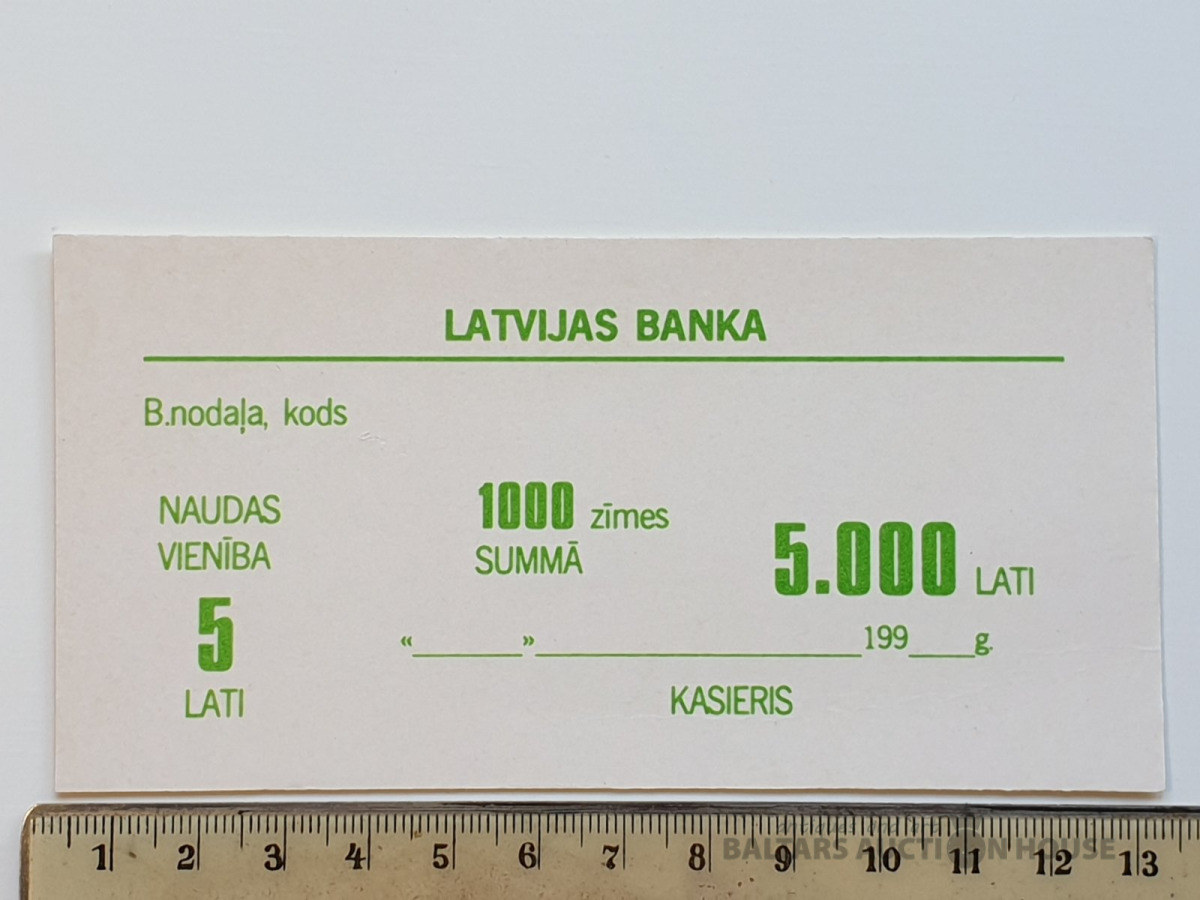 LATVIJAS BANKA
B.nodaļa, kods
NAUDAS
VIENĪBA
5
LATI
1000 zīmes
SUMMĀ
5.000 LATI
«______»__________________199____g.
KASIERIS
1 2 3 4 5 6 7 8 9 10 11 12 13
BALTARS AUCTION HOUSE